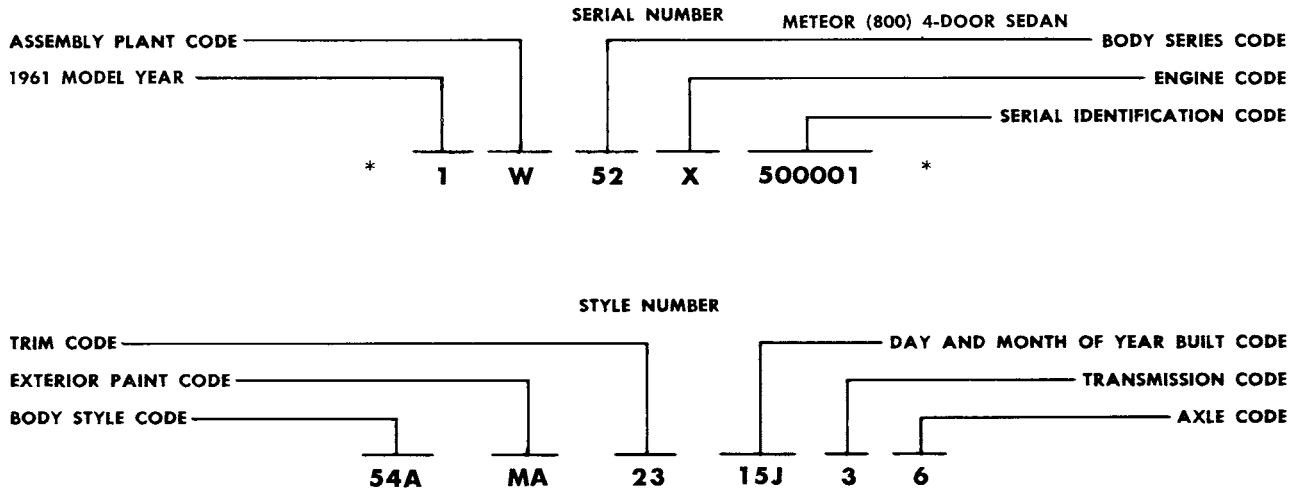 SERIAL NUMBER
METEOR (800) 4-DOOR SEDAN
ASSEMBLY PLANT CODE
BODY SERIES CODE
1961 MODEL YEAR
ENGINE CODE
SERIAL IDENTIFICATION CODE
* 1 W 52 X 500001 *
STYLE NUMBER
TRIM CODE
DAY AND MONTH OF YEAR BUILT CODE
EXTERIOR PAINT CODE
TRANSMISSION CODE
BODY STYLE CODE
AXLE CODE
54A MA 23 15J 3 6